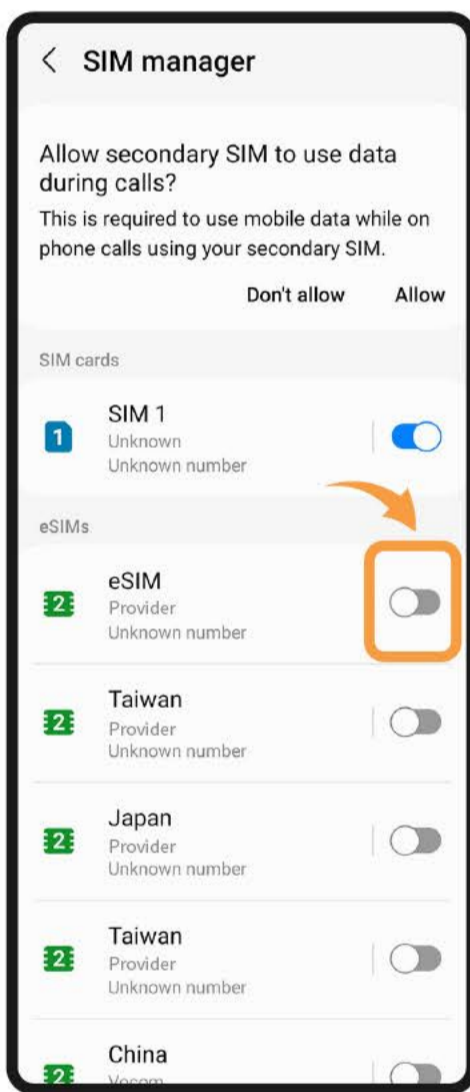 SIM manager
Allow secondary SIM to use data
during calls?
This is required to use mobile data while on
phone calls using your secondary SIM.
Don't allow Allow
SIM cards
1
SIM 1
Unknown
Unknown number
eSIMs
2
eSIM
Provider
Unknown number
2
Taiwan
Provider
Unknown number
2
Japan
Provider
Unknown number
2
Taiwan
Provider
Unknown number
2
China